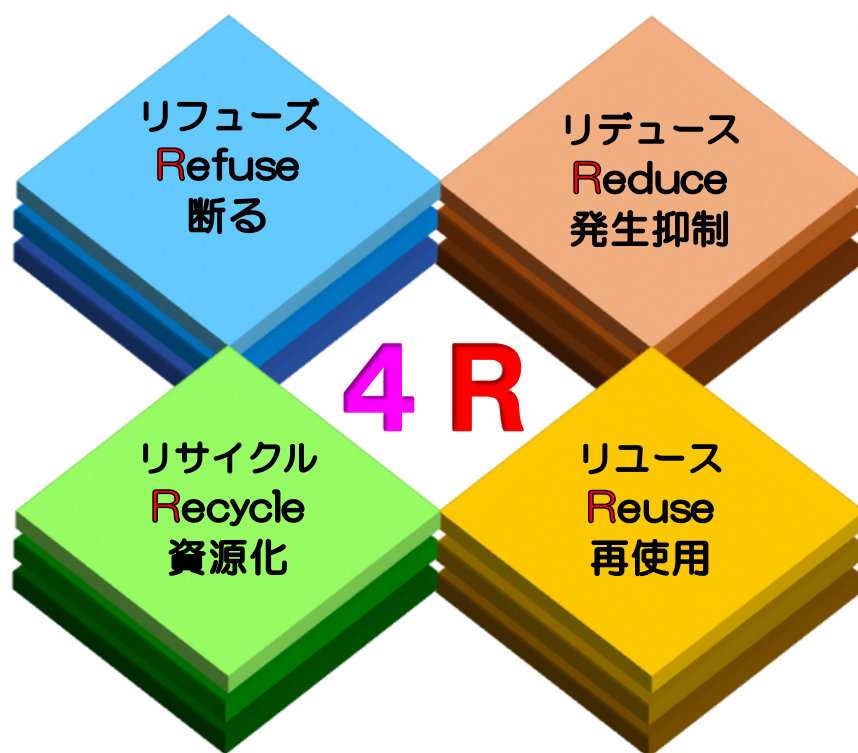 リフューズ
Refuse
断る
リデュース
Reduce
発生抑制
4R
リサイクル
Recycle
資源化
リユース
Reuse
再使用